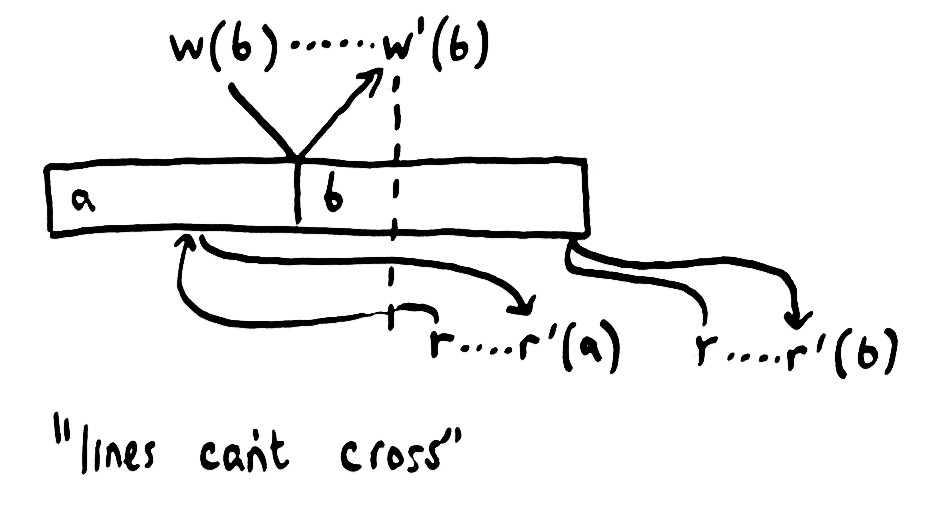 w(b)......w'(b)
a b
r....r'(a) r....r'(b)
"lines can't cross"